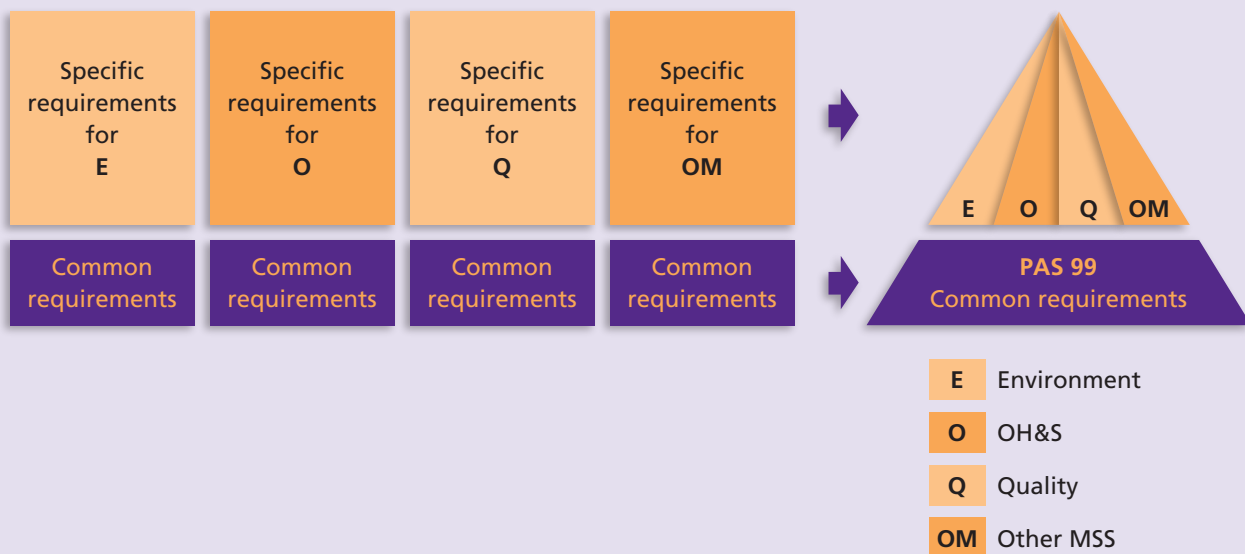 Specific
requirements
for
E
Specific
requirements
for
O
Specific
requirements
for
Q
Specific
requirements
for
OM
Common
requirements
Common
requirements
Common
requirements
Common
requirements
E O Q OM
PAS 99
Common requirements
E Environment
O OH&S
Q Quality
OM Other MSS